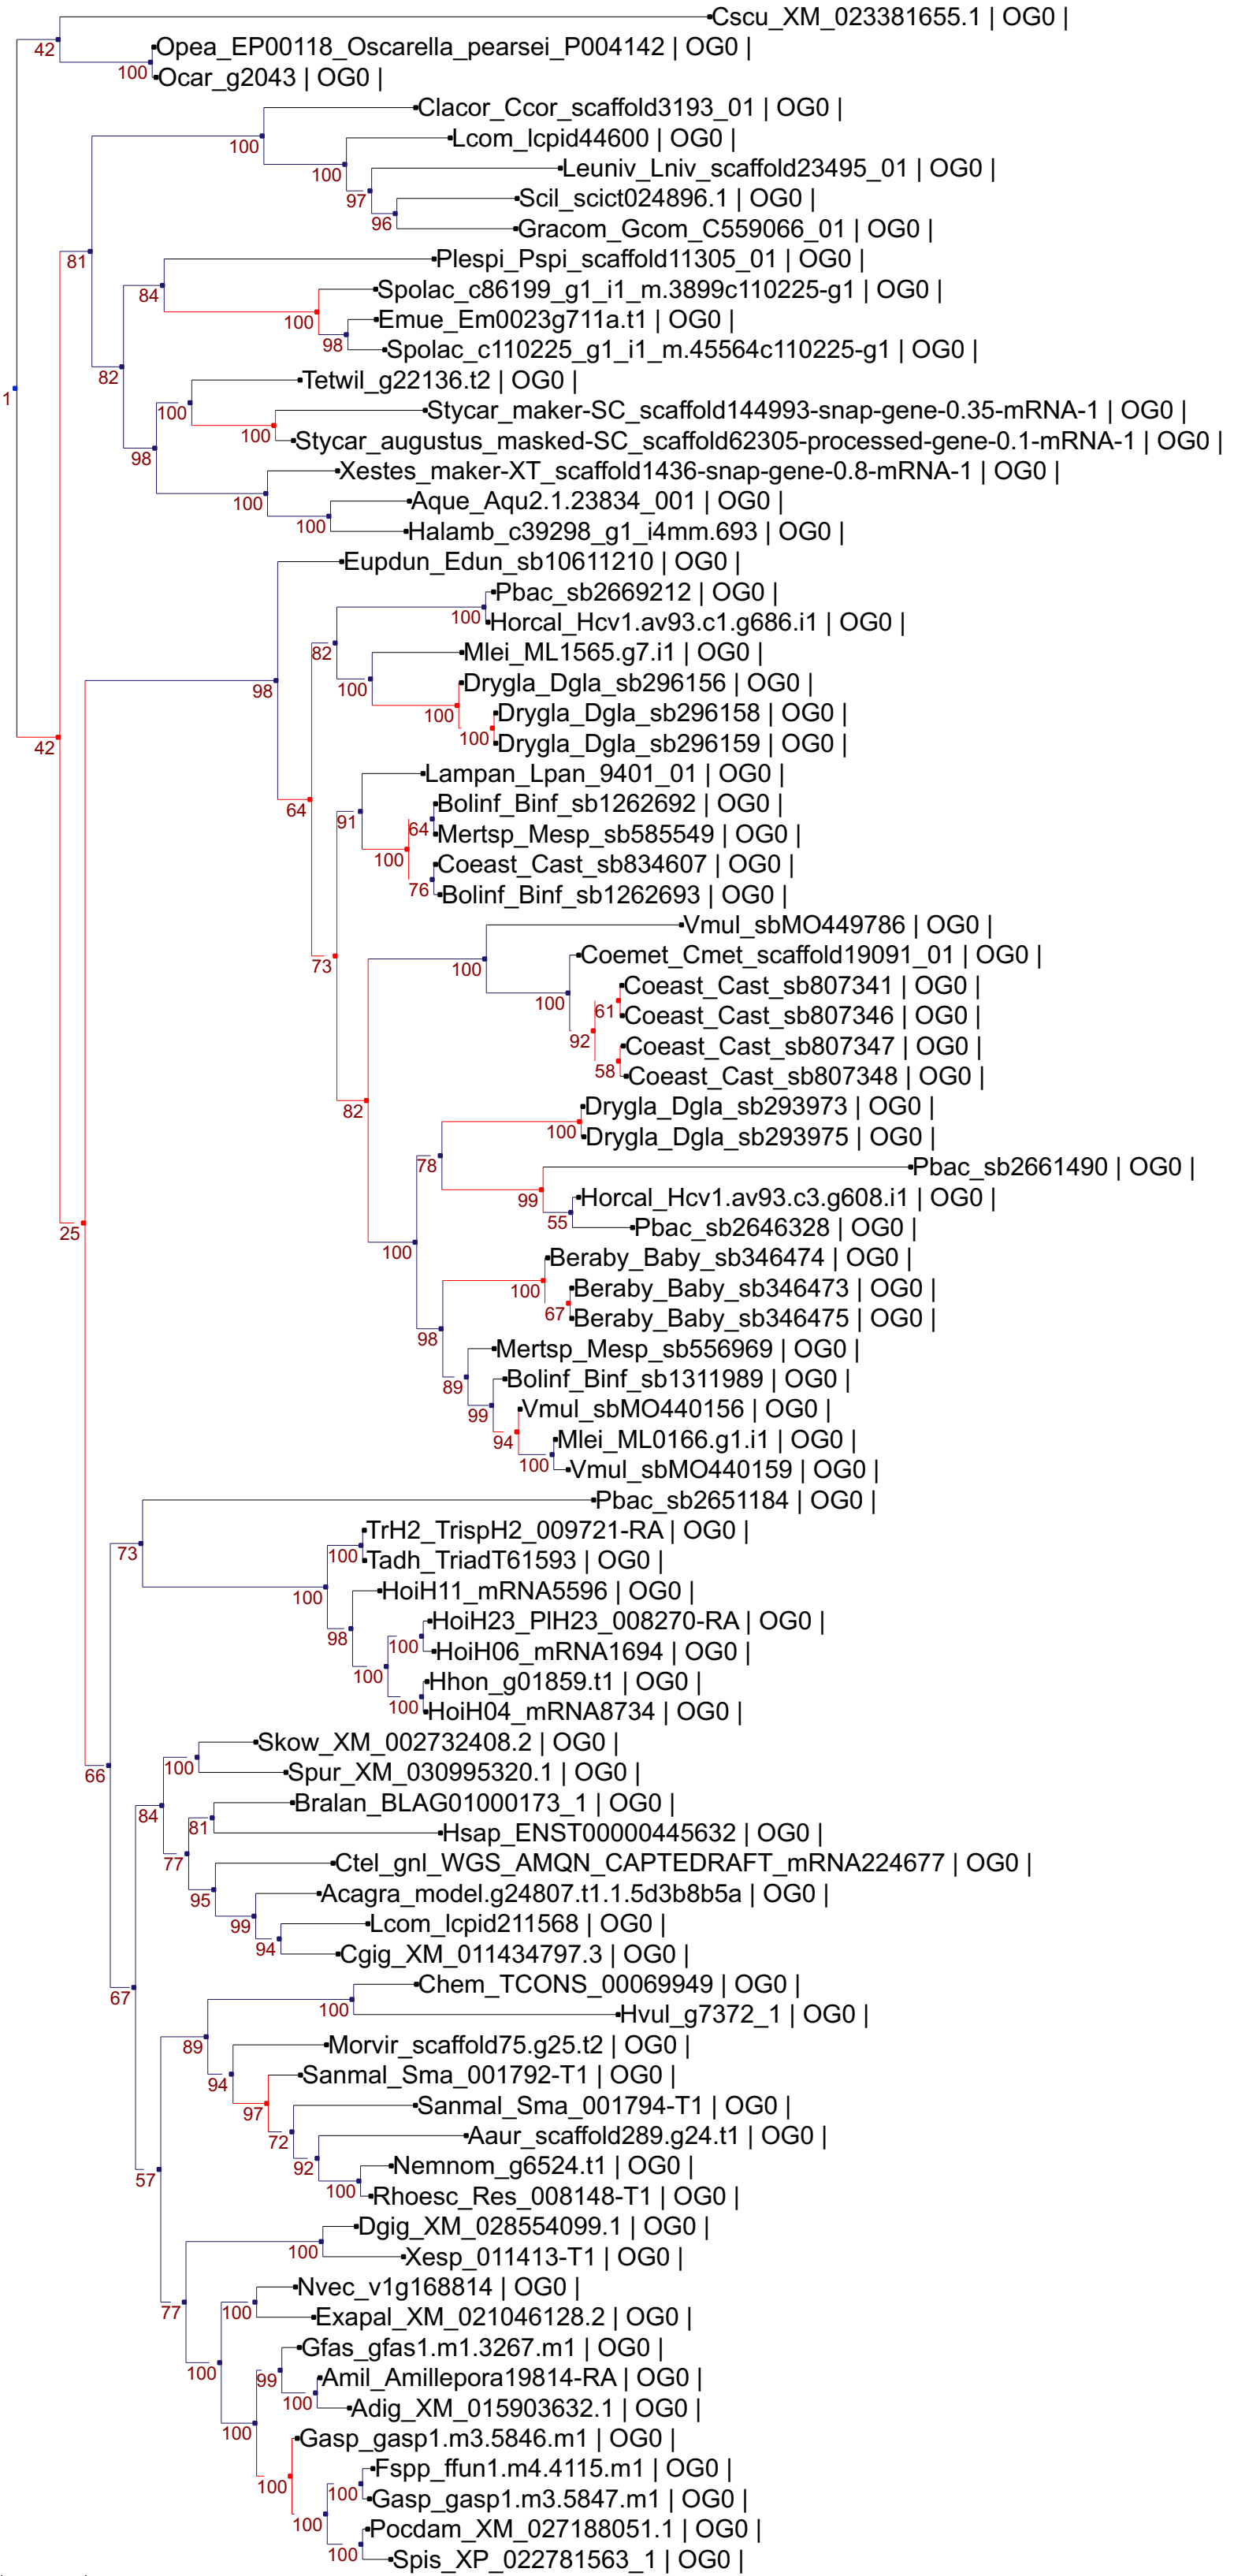 Cscu_XM_023381655.1 | OG0 |
42
Opea_EP00118_Oscarella_pearsei_P004142 | OG0 |
100
Ocar_g2043 | OG0 |
Clacor_Ccor_scaffold3193_01 | OG0 |
100
Lcom_lcpid44600 | OG0 |
100
Leuniv_Lniv_scaffold23495_01 | OG0 |
97
Scil_scict024896.1 | OG0 |
96
Gracom_Gcom_C559066_01 | OG0 |
81
Plespi_Pspi_scaffold11305_01 | OG0 |
84
Spolac_c86199_g1_i1_m.3899c110225-g1 | OG0 |
100
Emue_Em0023g711a.t1 | OG0 |
98
Spolac_c110225_g1_i1_m.45564c110225-g1 | OG0 |
82
Tetwil_g22136.t2 | OG0 |
1
100
Stycar_maker-SC_scaffold144993-snap-gene-0.35-mRNA-1 | OG0 |
100
Stycar_augustus_masked-SC_scaffold62305-processed-gene-0.1-mRNA-1 | OG0 |
98
Xestes_maker-XT_scaffold1436-snap-gene-0.8-mRNA-1 | OG0 |
100
Aque_Aqu2.1.23834_001 | OG0 |
100
Halamb_c39298_g1_i4mm.693 | OG0 |
Eupdun_Edun_sb10611210 | OG0 |
Pbac_sb2669212 | OG0 |
100
Horcal_Hcv1.av93.c1.g686.i1 | OG0 |
82
Mlei_ML1565.g7.i1 | OG0 |
98
100
Drygla_Dgla_sb296156 | OG0 |
100
Drygla_Dgla_sb296158 | OG0 |
100
Drygla_Dgla_sb296159 | OG0 |
42
Lampan_Lpan_9401_01 | OG0 |
64
91
Bolinf_Binf_sb1262692 | OG0 |
64
Mertsp_Mesp_sb585549 | OG0 |
100
Coeast_Cast_sb834607 | OG0 |
76
Bolinf_Binf_sb1262693 | OG0 |
Vmul_sbMO449786 | OG0 |
73
100
Coemet_Cmet_scaffold19091_01 | OG0 |
100
Coeast_Cast_sb807341 | OG0 |
61
Coeast_Cast_sb807346 | OG0 |
92
Coeast_Cast_sb807347 | OG0 |
58
Coeast_Cast_sb807348 | OG0 |
82
Drygla_Dgla_sb293973 | OG0 |
100
Drygla_Dgla_sb293975 | OG0 |
78
Pbac_sb2661490 | OG0 |
99
Horcal_Hcv1.av93.c3.g608.i1 | OG0 |
55
Pbac_sb2646328 | OG0 |
25
100
Beraby_Baby_sb346474 | OG0 |
100
Beraby_Baby_sb346473 | OG0 |
67
Beraby_Baby_sb346475 | OG0 |
98
Mertsp_Mesp_sb556969 | OG0 |
89
Bolinf_Binf_sb1311989 | OG0 |
99
Vmul_sbMO440156 | OG0 |
94
Mlei_ML0166.g1.i1 | OG0 |
100
Vmul_sbMO440159 | OG0 |
Pbac_sb2651184 | OG0 |
73
TrH2_TrispH2_009721-RA | OG0 |
100
Tadh_TriadT61593 | OG0 |
100
HoiH11_mRNA5596 | OG0 |
98
HoiH23_PlH23_008270-RA | OG0 |
100
HoiH06_mRNA1694 | OG0 |
100
Hhon_g01859.t1 | OG0 |
100
HoiH04_mRNA8734 | OG0 |
66
Skow_XM_002732408.2 | OG0 |
100
Spur_XM_030995320.1 | OG0 |
84
Bralan_BLAG01000173_1 | OG0 |
81
Hsap_ENST00000445632 | OG0 |
77
Ctel_gnl_WGS_AMQN_CAPTEDRAFT_mRNA224677 | OG0 |
95
Acagra_model.g24807.t1.1.5d3b8b5a | OG0 |
99
Lcom_lcpid211568 | OG0 |
94
Cgig_XM_011434797.3 | OG0 |
67
Chem_TCONS_00069949 | OG0 |
100
Hvul_g7372_1 | OG0 |
89
Morvir_scaffold75.g25.t2 | OG0 |
94
Sanmal_Sma_001792-T1 | OG0 |
97
Sanmal_Sma_001794-T1 | OG0 |
72
Aaur_scaffold289.g24.t1 | OG0 |
92
Nemnom_g6524.t1 | OG0 |
100
Rhoesc_Res_008148-T1 | OG0 |
57
Dgig_XM_028554099.1 | OG0 |
100
Xesp_011413-T1 | OG0 |
77
Nvec_v1g168814 | OG0 |
100
Exapal_XM_021046128.2 | OG0 |
100
Gfas_gfas1.m1.3267.m1 | OG0 |
99
Amil_Amillepora19814-RA | OG0 |
100
Adig_XM_015903632.1 | OG0 |
100
Gasp_gasp1.m3.5846.m1 | OG0 |
100
Fspp_ffun1.m4.4115.m1 | OG0 |
100
Gasp_gasp1.m3.5847.m1 | OG0 |
100
Pocdam_XM_027188051.1 | OG0 |
100
Spis_XP_022781563_1 | OG0 |